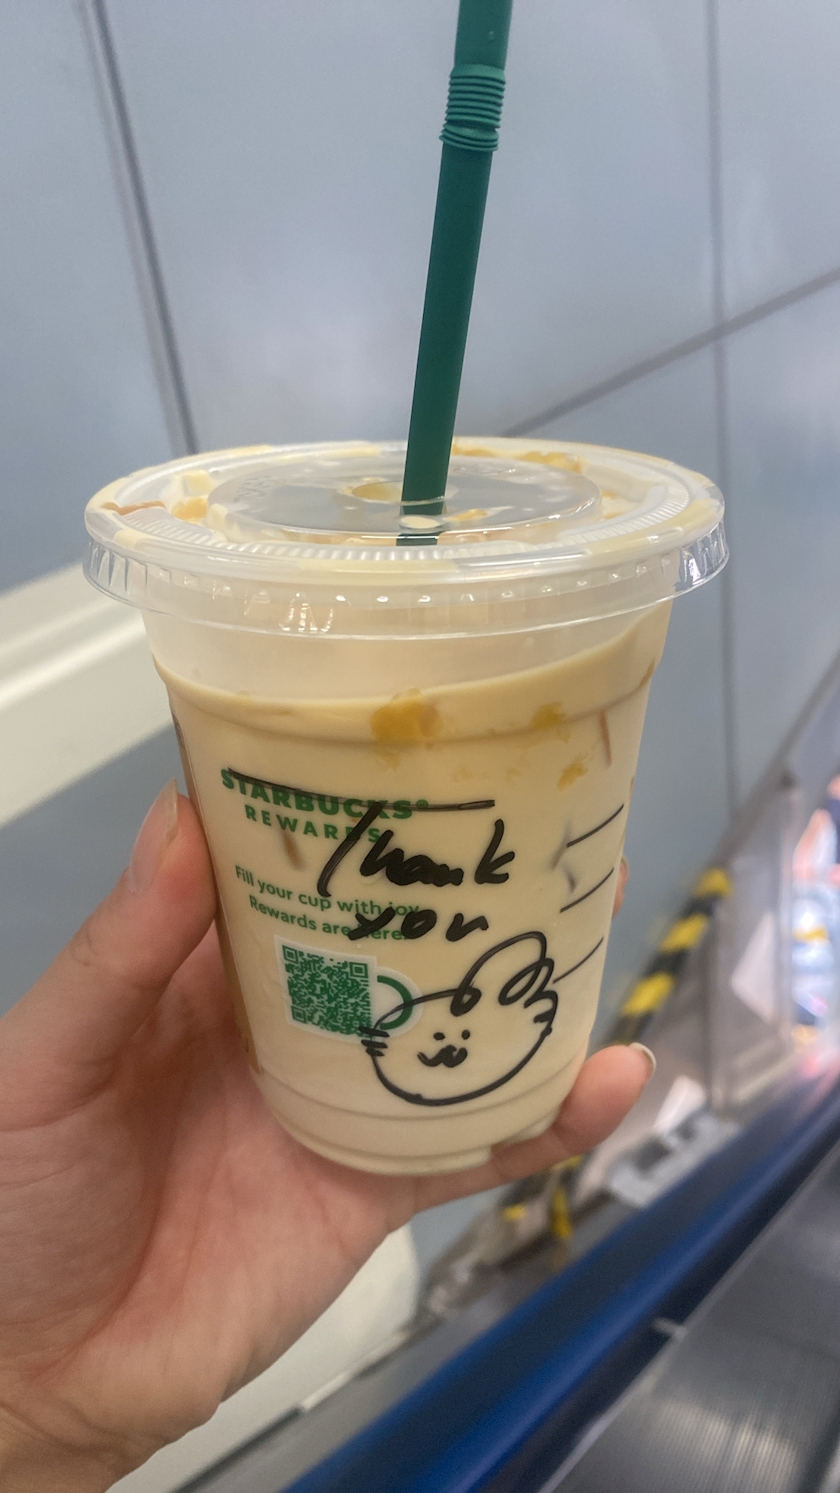 STARBUCKS®
REWARDS
Thank
you
Fill your cup with joy
Rewards are here